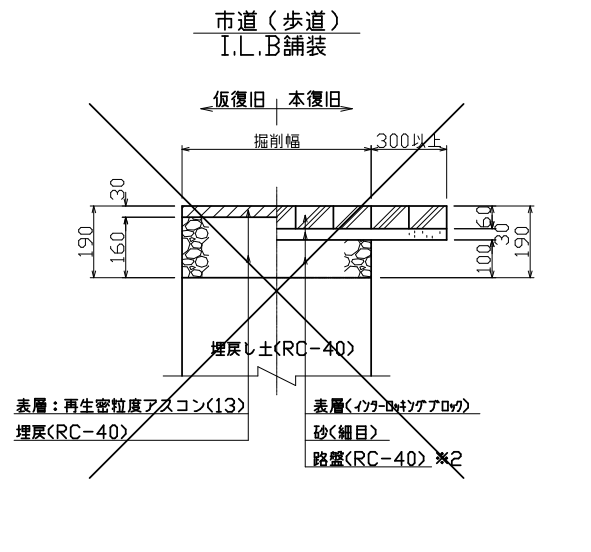 市道（歩道）
I.L.B舗装
仮復旧 本復旧
掘削幅 300以上
30
190
160
60
30
100
190
埋戻し土(RC-40)
表層：再生密粒度アスコン(13)
埋戻(RC-40)
表層(ｲﾝﾀｰﾛｯｷﾝｸﾞﾌﾞﾛｯｸ)
砂(細目)
路盤(RC-40) ※2